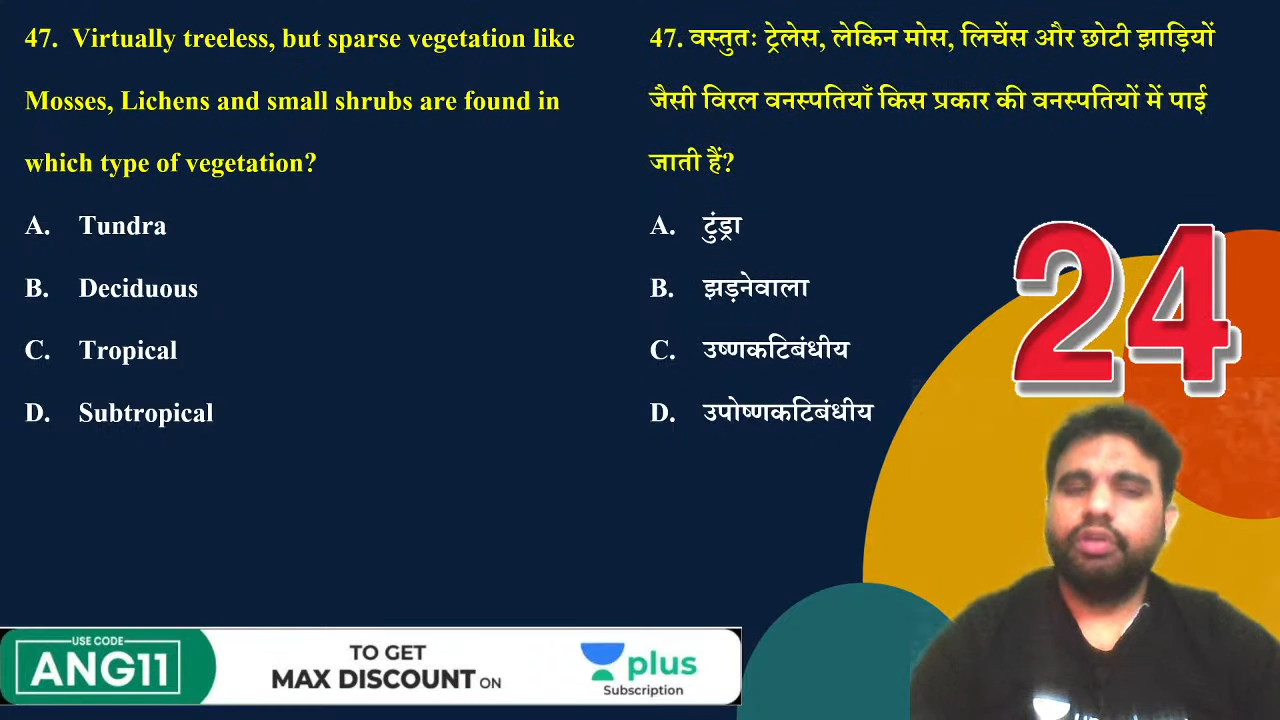 47. Virtually treeless, but sparse vegetation like
Mosses, Lichens and small shrubs are found in
which type of vegetation?
A. Tundra
B. Deciduous
C. Tropical
D. Subtropical
47. वस्तुतः ट्रेलेस, लेकिन मोस, लिचेंस और छोटी झाड़ियों
जैसी विरल वनस्पतियाँ किस प्रकार की वनस्पतियों में पाई
जाती हैं?
A. टुंड्रा
B. झड़नेवाला
C. उष्णकटिबंधीय
D. उपोष्णकटिबंधीय
24
USE CODE
ANG11
TO GET
MAX DISCOUNT ON
plus
Subscription